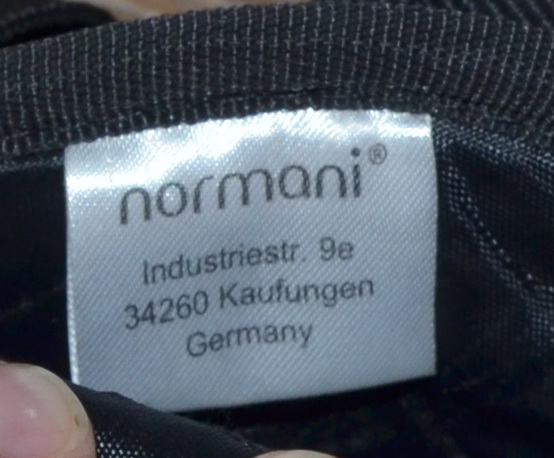 normani®
Industriestr. 9e
34260 Kaufungen
Germany